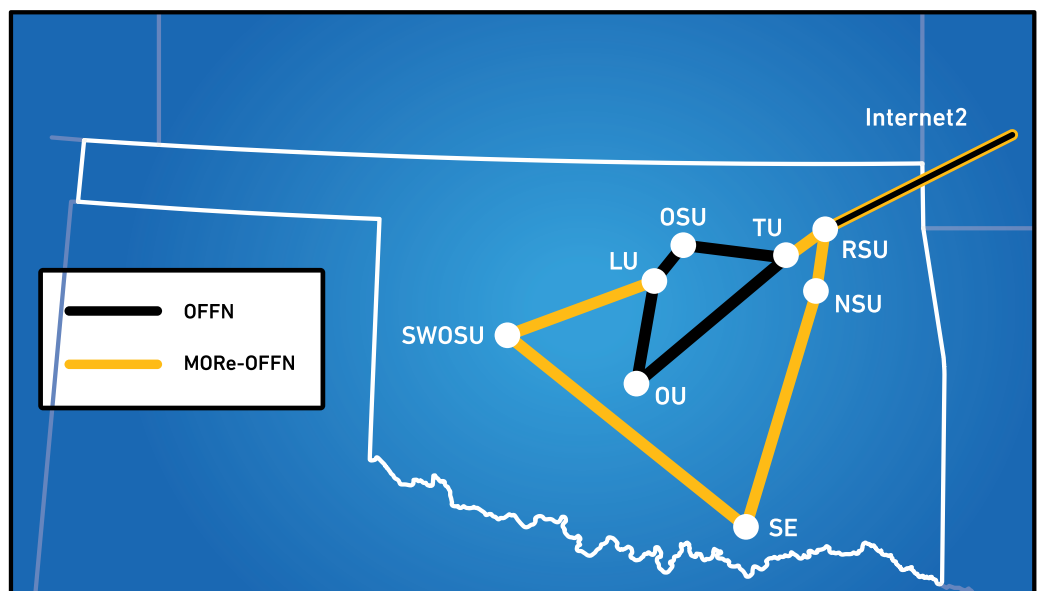 Internet2
OSU
TU
RSU
LU
NSU
SWOSU
OU
SE
OFFN
MORe-OFFN